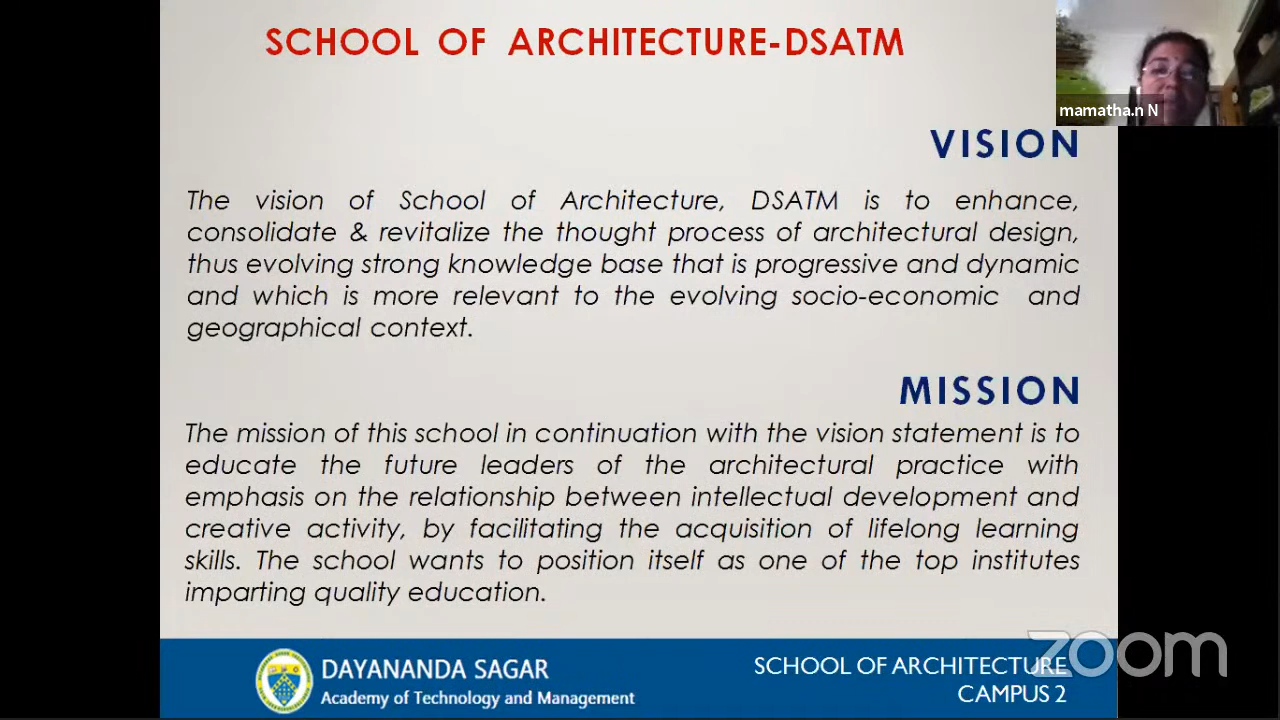 SCHOOL OF ARCHITECTURE-DSATM
mamatha.n N
VISION
The vision of School of Architecture, DSATM is to enhance,
consolidate & revitalize the thought process of architectural design,
thus evolving strong knowledge base that is progressive and dynamic
and which is more relevant to the evolving socio-economic and
geographical context.
MISSION
The mission of this school in continuation with the vision statement is to
educate the future leaders of the architectural practice with
emphasis on the relationship between intellectual development and
creative activity, by facilitating the acquisition of lifelong learning
skills. The school wants to position itself as one of the top institutes
imparting quality education.
DAYANANDA SAGAR
Academy of Technology and Management
SCHOOL OF ARCHITECTURE
CAMPUS 2
zoom